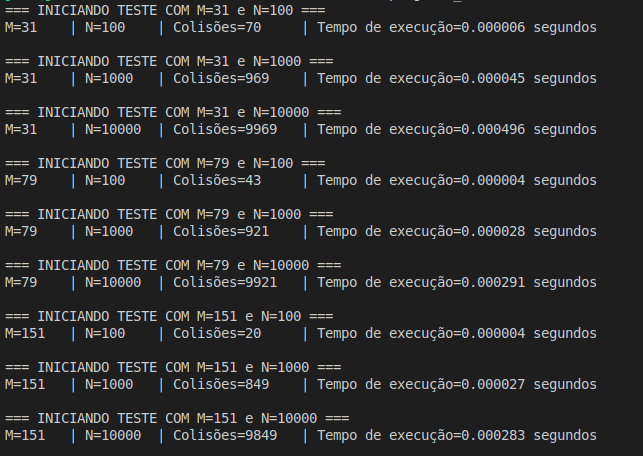 === INICIANDO TESTE COM M=31 e N=100 ===
M=31    | N=100    | Colisões=70     | Tempo de execução=0.000006 segundos
=== INICIANDO TESTE COM M=31 e N=1000 ===
M=31    | N=1000   | Colisões=969    | Tempo de execução=0.000045 segundos
=== INICIANDO TESTE COM M=31 e N=10000 ===
M=31    | N=10000  | Colisões=9969   | Tempo de execução=0.000496 segundos
=== INICIANDO TESTE COM M=79 e N=100 ===
M=79    | N=100    | Colisões=43     | Tempo de execução=0.000004 segundos
=== INICIANDO TESTE COM M=79 e N=1000 ===
M=79    | N=1000   | Colisões=921    | Tempo de execução=0.000028 segundos
=== INICIANDO TESTE COM M=79 e N=10000 ===
M=79    | N=10000  | Colisões=9921   | Tempo de execução=0.000291 segundos
=== INICIANDO TESTE COM M=151 e N=100 ===
M=151   | N=100    | Colisões=20     | Tempo de execução=0.000004 segundos
=== INICIANDO TESTE COM M=151 e N=1000 ===
M=151   | N=1000   | Colisões=849    | Tempo de execução=0.000027 segundos
=== INICIANDO TESTE COM M=151 e N=10000 ===
M=151   | N=10000  | Colisões=9849   | Tempo de execução=0.000283 segundos